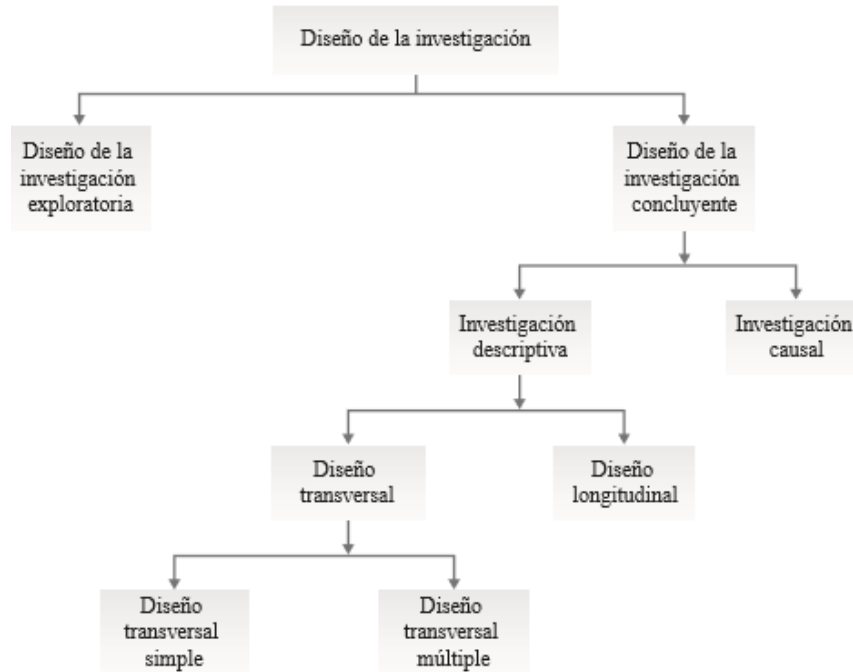 Diseño de la investigación
Diseño de la
investigación
exploratoria
Diseño de la
investigación
concluyente
Investigación
descriptiva
Investigación
causal
Diseño
transversal
Diseño
longitudinal
Diseño
transversal
simple
Diseño
transversal
múltiple